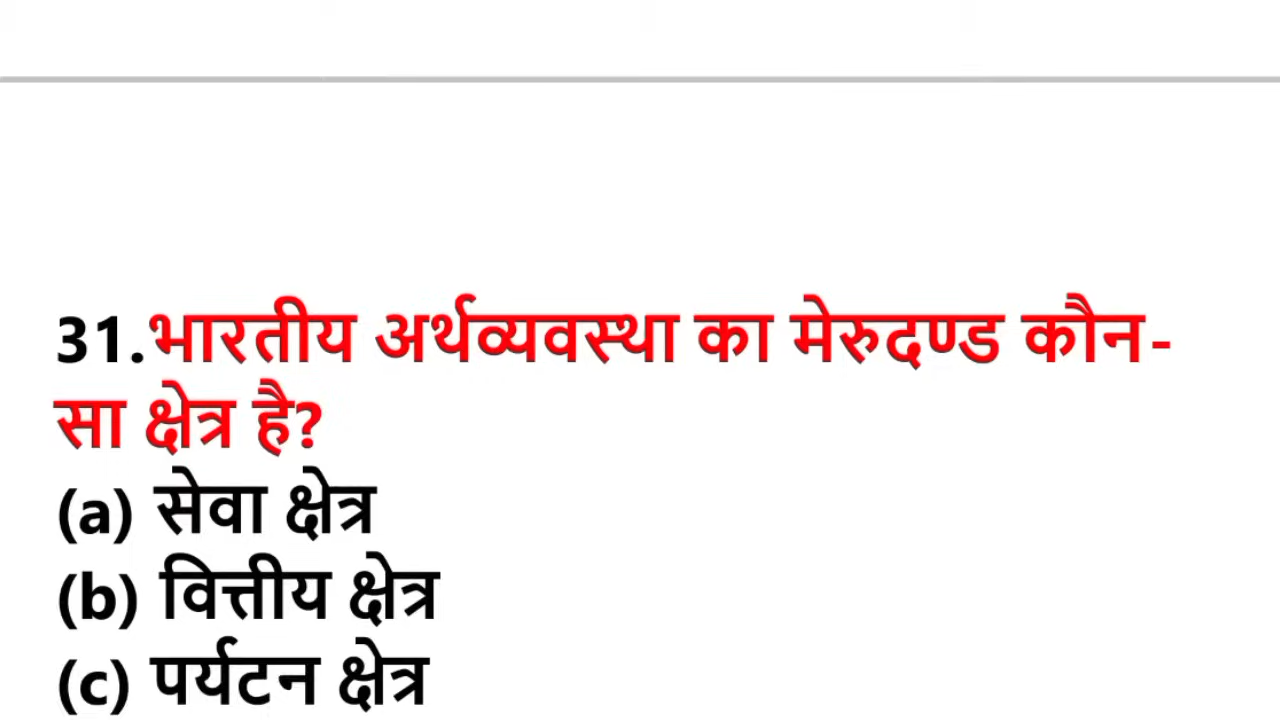 31.भारतीय अर्थव्यवस्था का मेरुदण्ड कौन-
सा क्षेत्र है?
(a) सेवा क्षेत्र
(b) वित्तीय क्षेत्र
(c) पर्यटन क्षेत्र